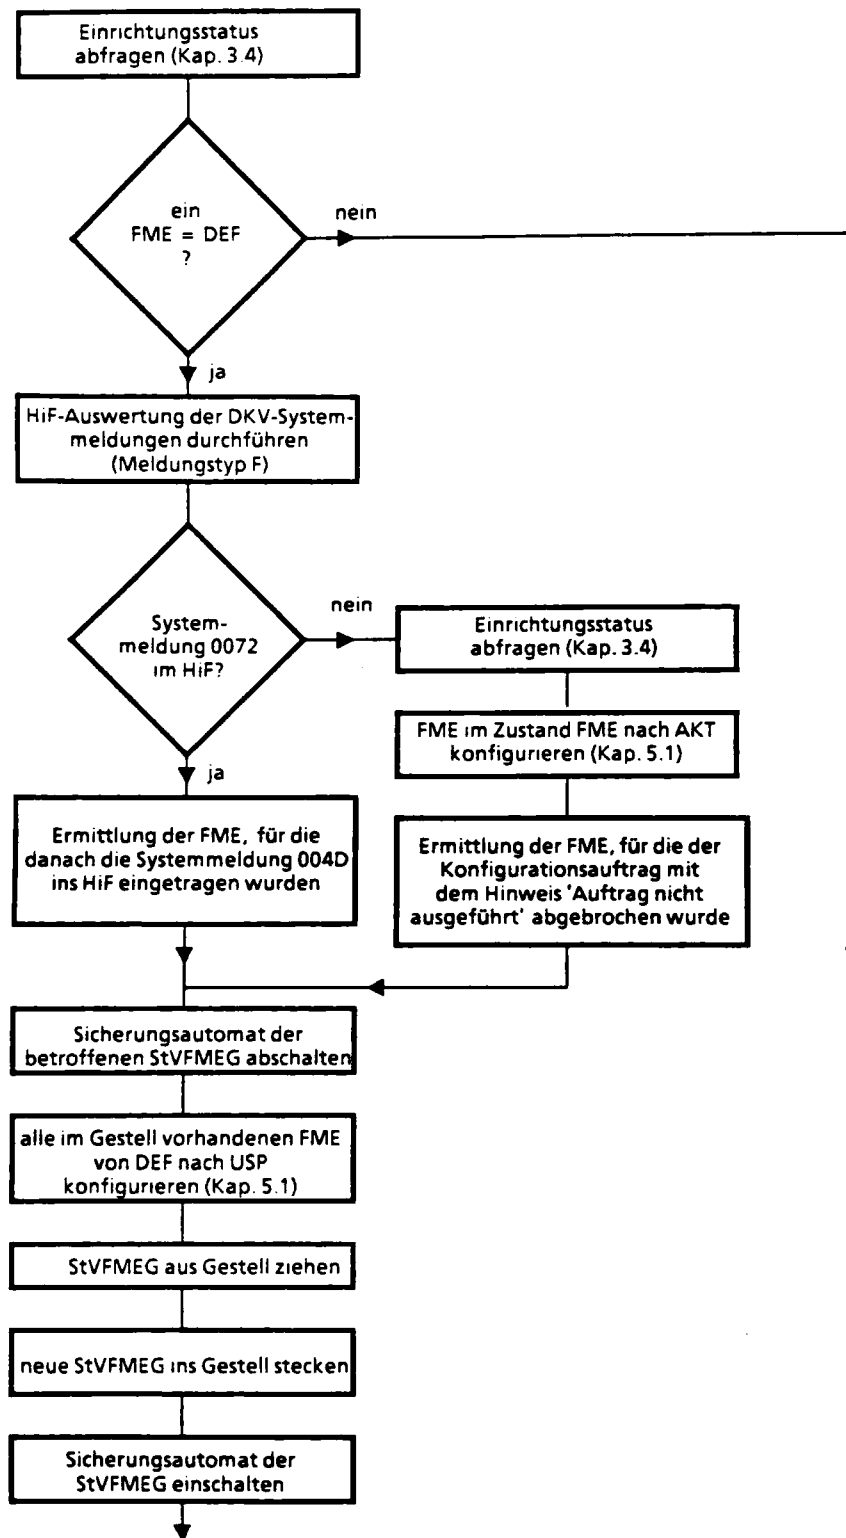 Einrichtungsstatus
abfragen (Kap. 3.4)
ein
FME = DEF
?
nein
ja
HiF-Auswertung der DKV-System-
meldungen durchführen
(Meldungstyp F)
System-
meldung 0072
im HiF?
nein
Einrichtungsstatus
abfragen (Kap. 3.4)
FME im Zustand FME nach AKT
konfigurieren (Kap. 5.1)
ja
Ermittlung der FME, für die
danach die Systemmeldung 004D
ins HiF eingetragen wurden
Ermittlung der FME, für die der
Konfigurationsauftrag mit
dem Hinweis 'Auftrag nicht
ausgeführt' abgebrochen wurde
Sicherungsautomat der
betroffenen StVFMEG abschalten
alle im Gestell vorhandenen FME
von DEF nach USP
konfigurieren (Kap. 5.1)
StVFMEG aus Gestell ziehen
neue StVFMEG ins Gestell stecken
Sicherungsautomat der
StVFMEG einschalten